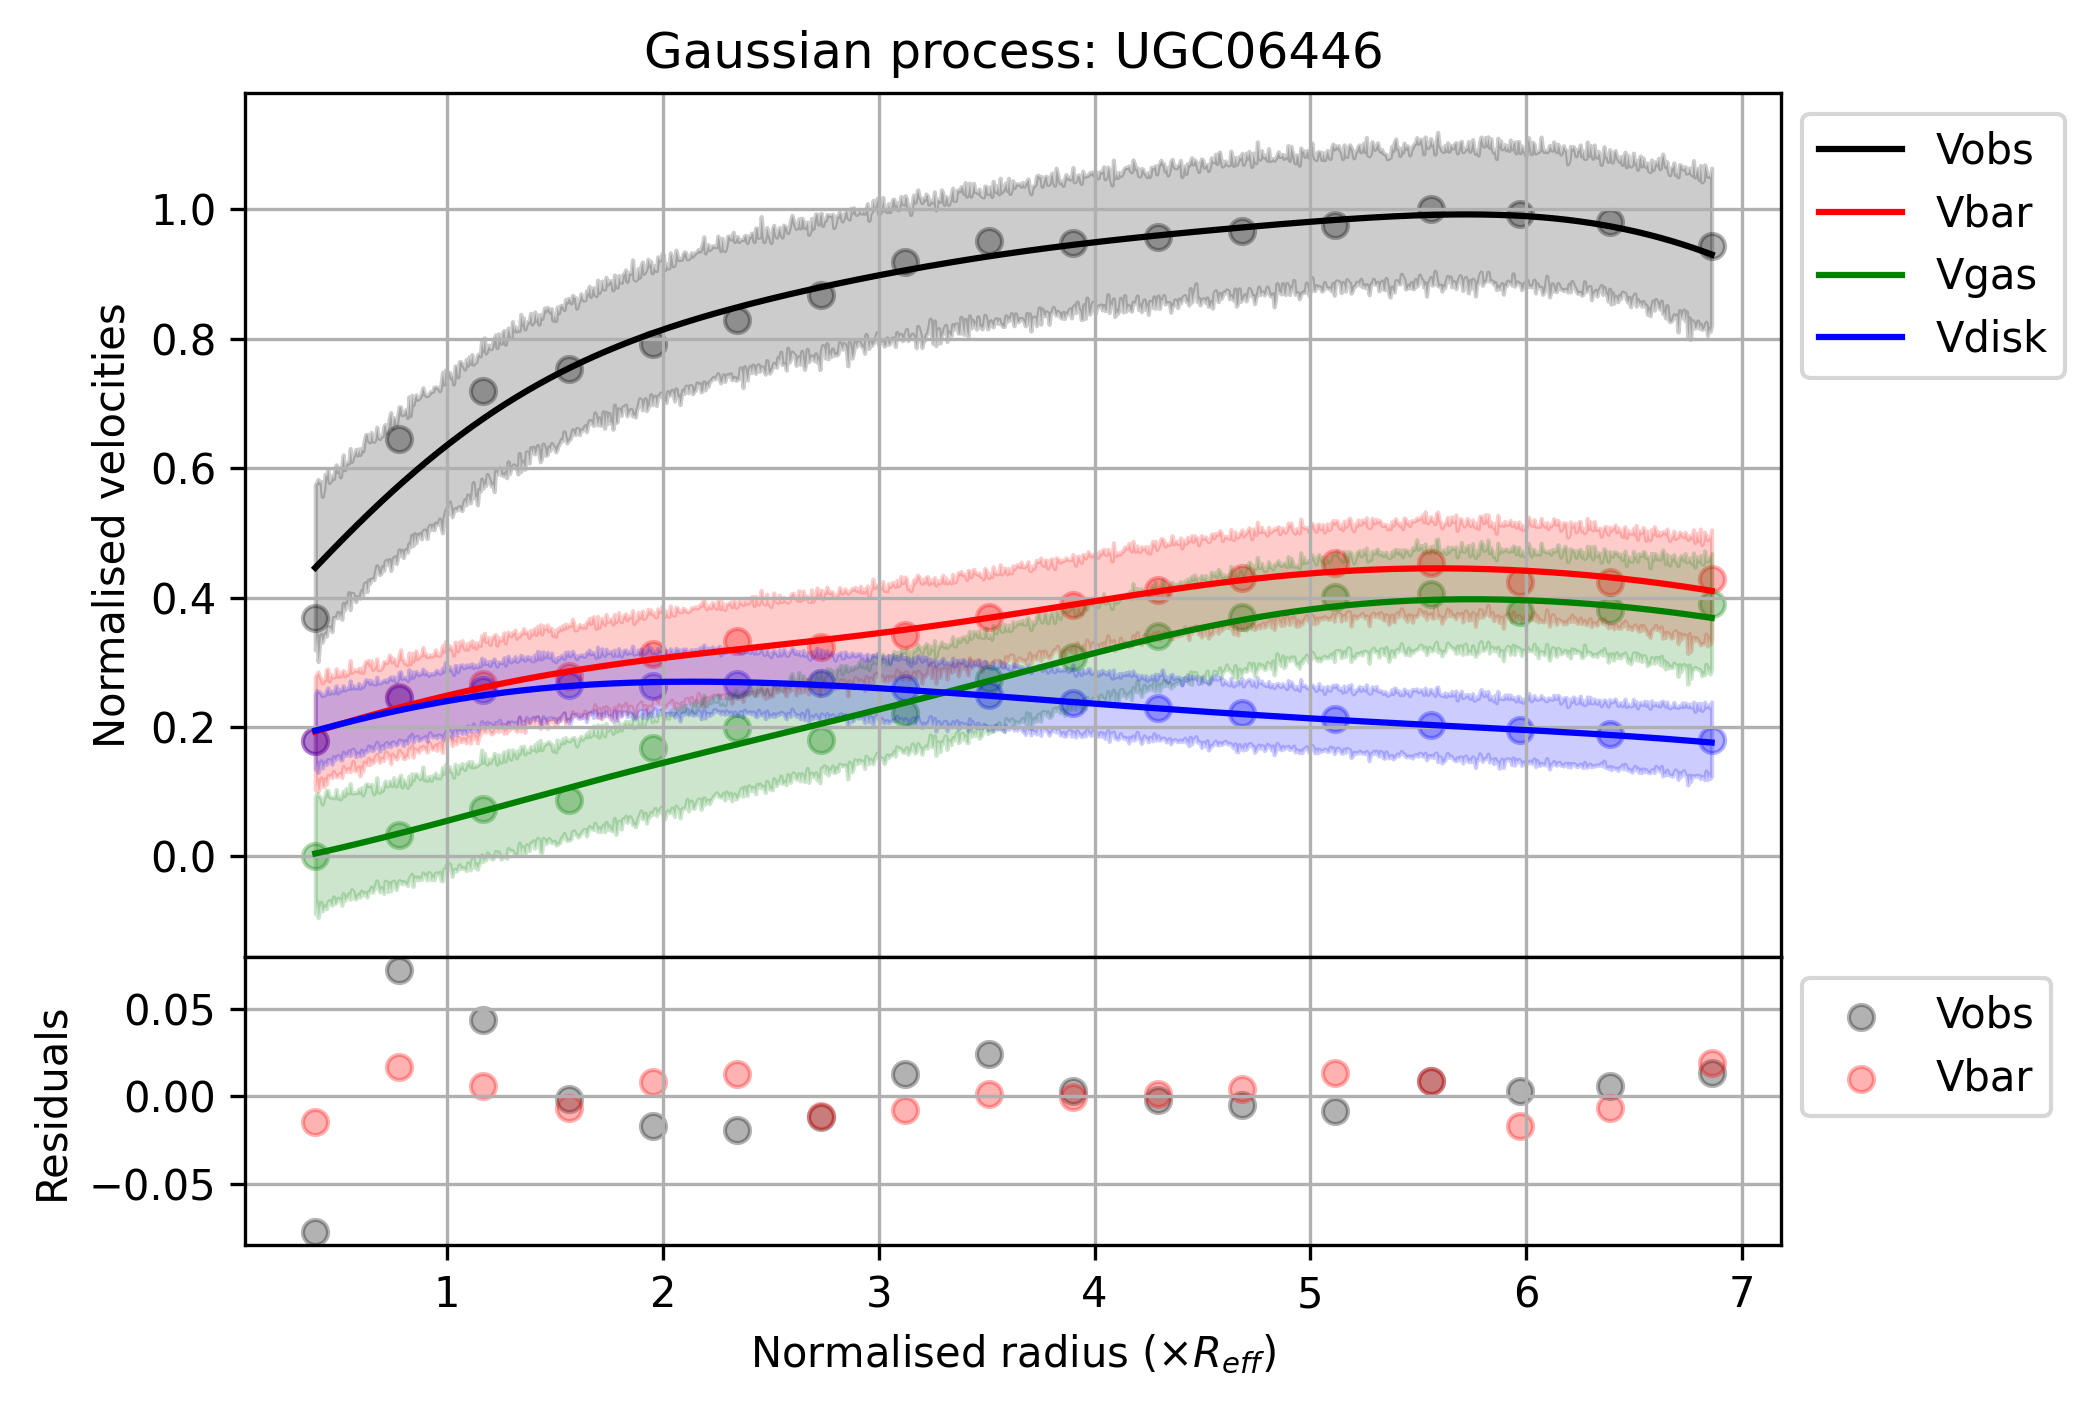 Gaussian process: UGC06446
Normalised velocities
1.0
0.8
0.6
0.4
0.2
0.0
Vobs
Vbar
Vgas
Vdisk
Residuals
0.05
0.00
−0.05
Vobs
Vbar
1 2 3 4 5 6 7
Normalised radius (×R_eff)